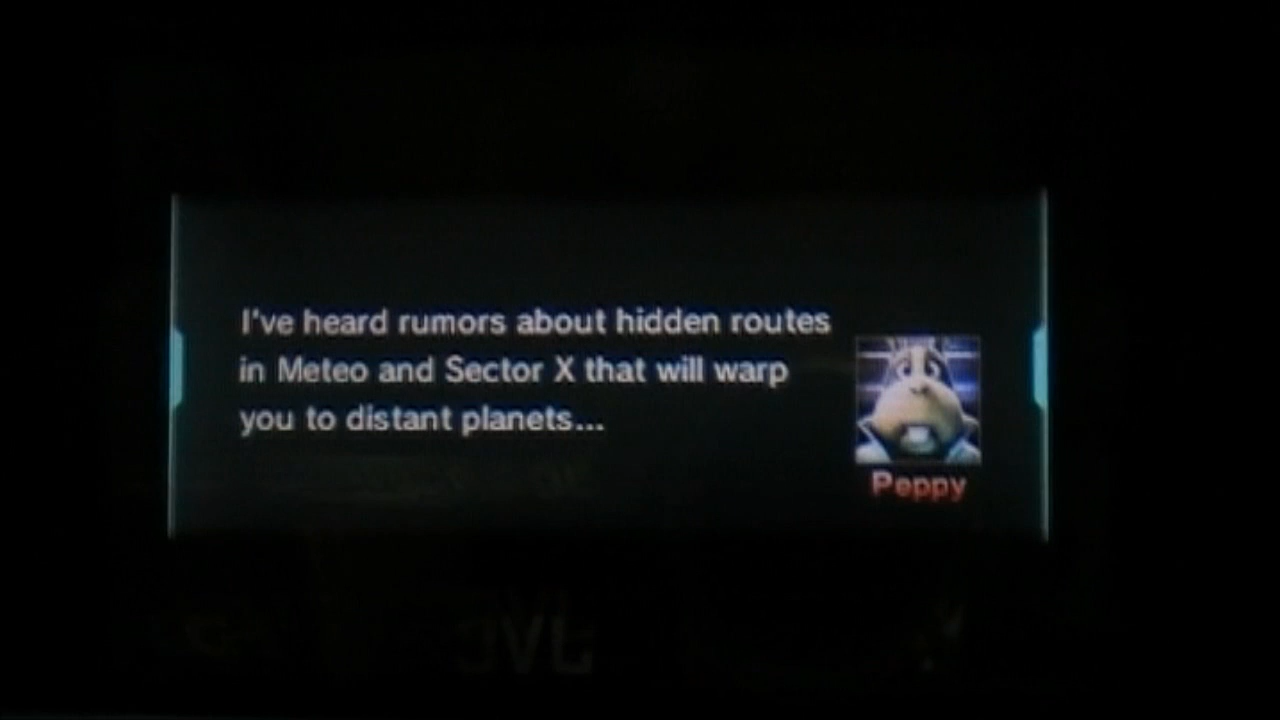 I've heard rumors about hidden routes
in Meteo and Sector X that will warp
you to distant planets...
Peppy